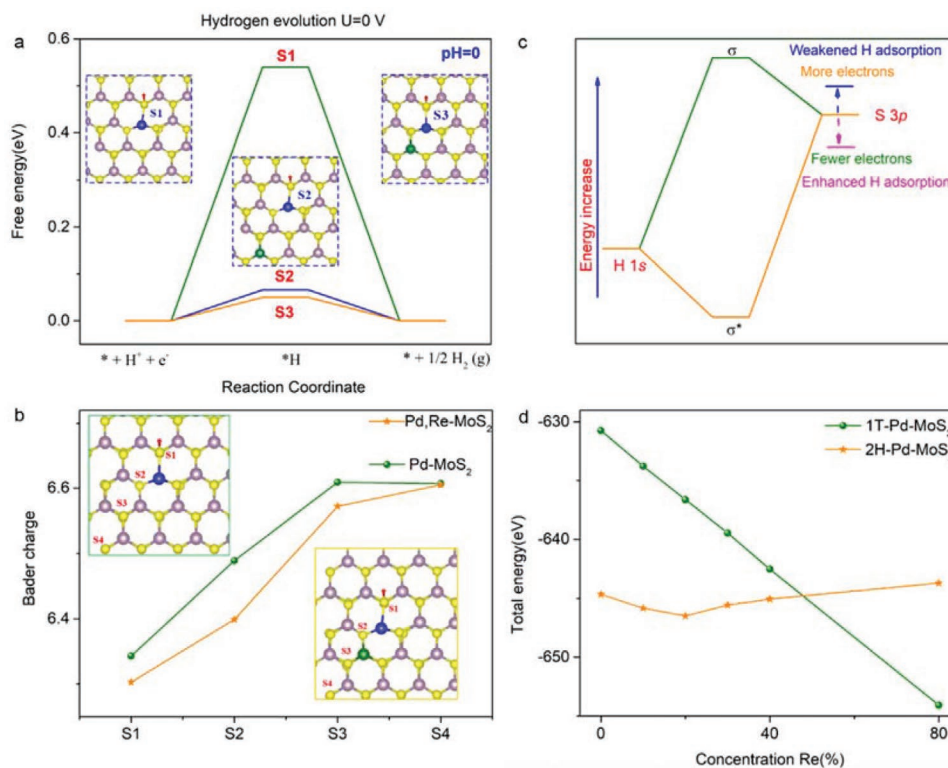 a
Hydrogen evolution U=0 V
pH=0
S1
S1
S3
S2
S2
S3
Free energy(eV)
0.6
0.4
0.2
0.0
* + H⁺ + e⁻
*H
* + 1/2 H₂ (g)
Reaction Coordinate
b
Pd,Re-MoS₂
Pd-MoS₂
S1
S2
S3
S4
S1
S2
S3
S4
Bader charge
6.6
6.4
S1
S2
S3
S4
c
Energy increase
σ
H 1s
σ*
S 3p
Weakened H adsorption
More electrons
Fewer electrons
Enhanced H adsorption
d
1T-Pd-MoS
2H-Pd-MoS
Total energy(eV)
-630
-640
-650
0
40
80
Concentration Re(%)